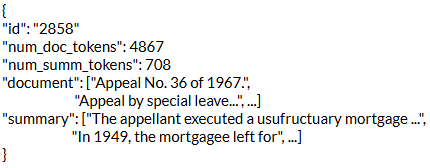 {
"id": "2858"
"num_doc_tokens": 4867
"num_summ_tokens": 708
"document": ["Appeal No. 36 of 1967.",
"Appeal by special leave...", ...]
"summary": ["The appellant executed a usufructuary mortgage ...",
"In 1949, the mortgagee left for", ...]
}